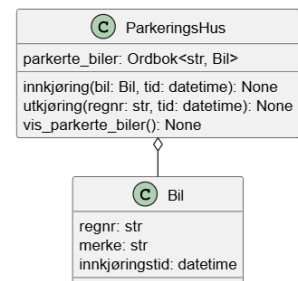 C ParkeringsHus
parkerte_biler: Ordbok<str, Bil>
innkjøring(bil: Bil, tid: datetime): None
utkjøring(regnr: str, tid: datetime): None
vis_parkerte_biler(): None
C Bil
regnr: str
merke: str
innkjøringstid: datetime